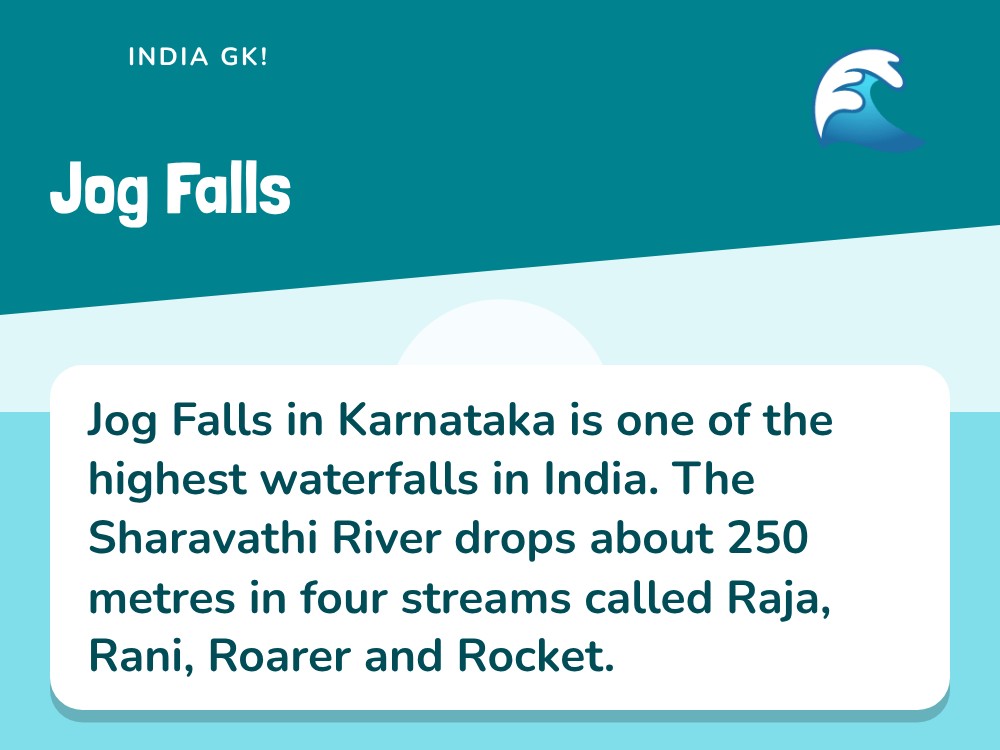 INDIA GK!
Jog Falls
Jog Falls in Karnataka is one of the
highest waterfalls in India. The
Sharavathi River drops about 250
metres in four streams called Raja,
Rani, Roarer and Rocket.